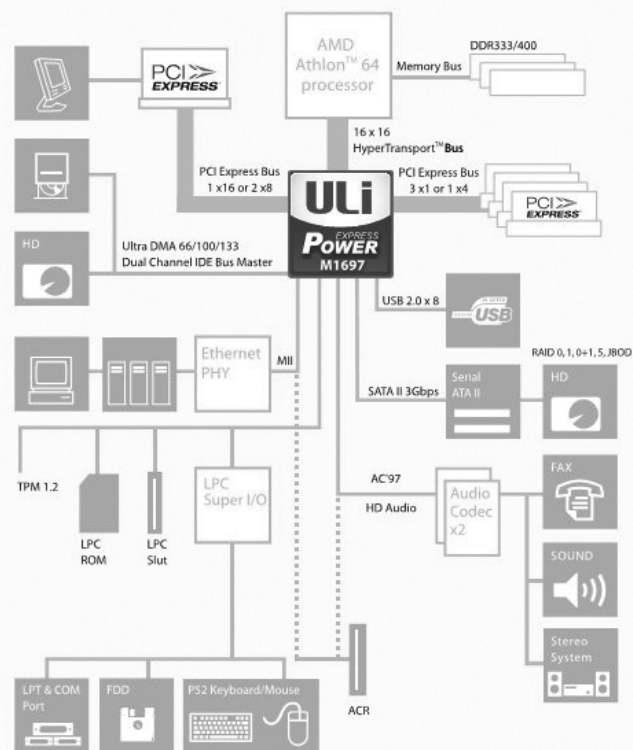 AMD
Athlon™ 64
processor
Memory Bus
DDR333/400
PCI
EXPRESS
16 x 16
HyperTransport™Bus
PCI Express Bus
1 x16 or 2 x8
PCI Express Bus
3 x1 or 1 x4
PCI
EXPRESS
ULi
EXPRESS
POWER
M1697
HD
Ultra DMA 66/100/133
Dual Channel IDE Bus Master
USB 2.0 x 8
USB
Ethernet
PHY
MII
RAID 0, 1, 0+1, 5, JBOD
SATA II 3Gbps
Serial
ATA II
HD
TPM 1.2
LPC
ROM
LPC
Slut
LPC
Super I/O
AC'97
HD Audio
Audio
Codec
x2
FAX
SOUND
Stereo
System
LPT & COM
Port
FDD
PS2 Keyboard/Mouse
ACR